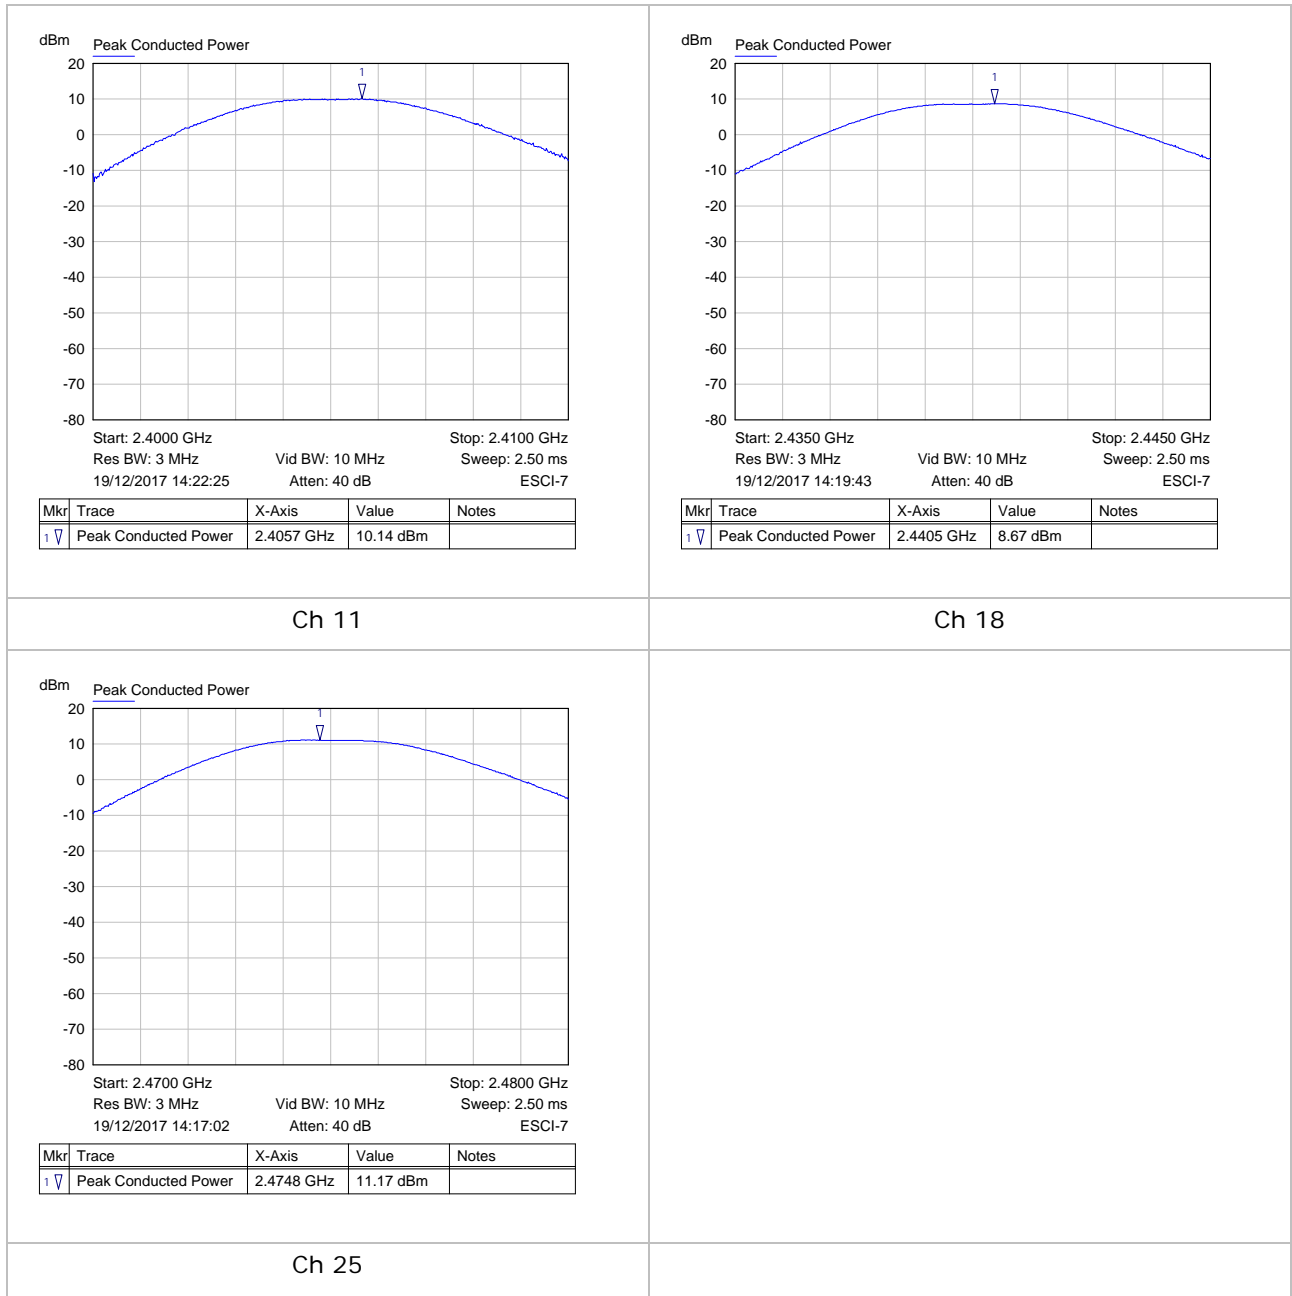 dBm Peak Conducted Power
1
20
10
0
-10
-20
-30
-40
-50
-60
-70
-80
Start: 2.4000 GHz Stop: 2.4100 GHz
Res BW: 3 MHz Vid BW: 10 MHz Sweep: 2.50 ms
19/12/2017 14:22:25 Atten: 40 dB ESCI-7
Mkr Trace X-Axis Value Notes
1 Peak Conducted Power 2.4057 GHz 10.14 dBm
Ch 11
dBm Peak Conducted Power
1
20
10
0
-10
-20
-30
-40
-50
-60
-70
-80
Start: 2.4350 GHz Stop: 2.4450 GHz
Res BW: 3 MHz Vid BW: 10 MHz Sweep: 2.50 ms
19/12/2017 14:19:43 Atten: 40 dB ESCI-7
Mkr Trace X-Axis Value Notes
1 Peak Conducted Power 2.4405 GHz 8.67 dBm
Ch 18
dBm Peak Conducted Power
1
20
10
0
-10
-20
-30
-40
-50
-60
-70
-80
Start: 2.4700 GHz Stop: 2.4800 GHz
Res BW: 3 MHz Vid BW: 10 MHz Sweep: 2.50 ms
19/12/2017 14:17:02 Atten: 40 dB ESCI-7
Mkr Trace X-Axis Value Notes
1 Peak Conducted Power 2.4748 GHz 11.17 dBm
Ch 25